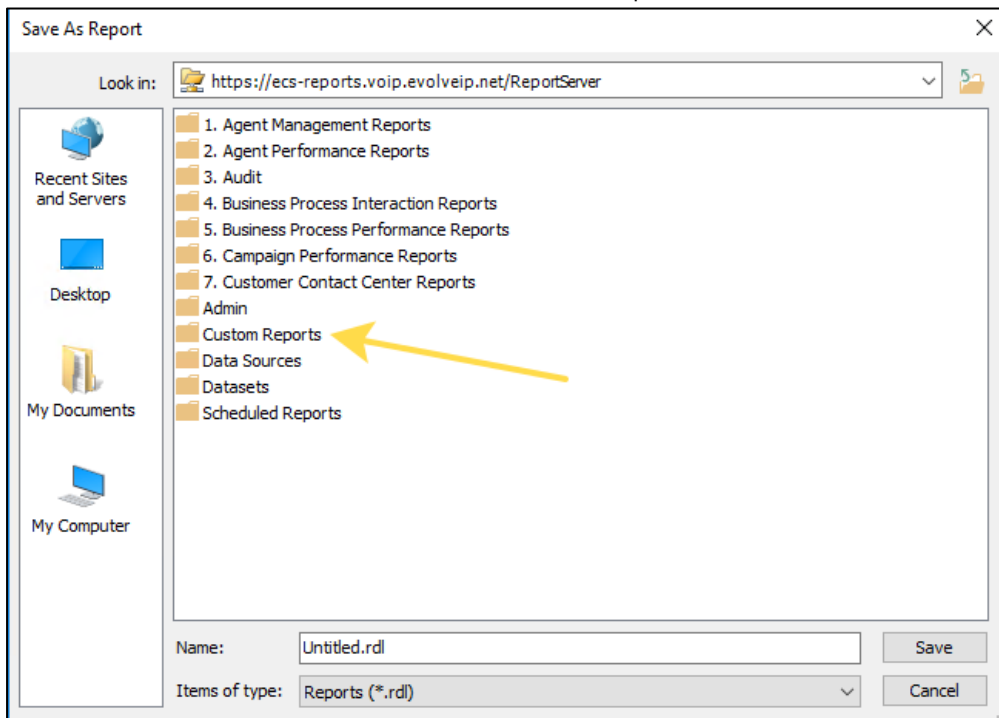 Save As Report
Look in: https://ecs-reports.voip.evolveip.net/ReportServer
Recent Sites
and Servers
Desktop
My Documents
My Computer
1. Agent Management Reports
2. Agent Performance Reports
3. Audit
4. Business Process Interaction Reports
5. Business Process Performance Reports
6. Campaign Performance Reports
7. Customer Contact Center Reports
Admin
Custom Reports
Data Sources
Datasets
Scheduled Reports
Name: Untitled.rdl Save
Items of type: Reports (*.rdl) Cancel